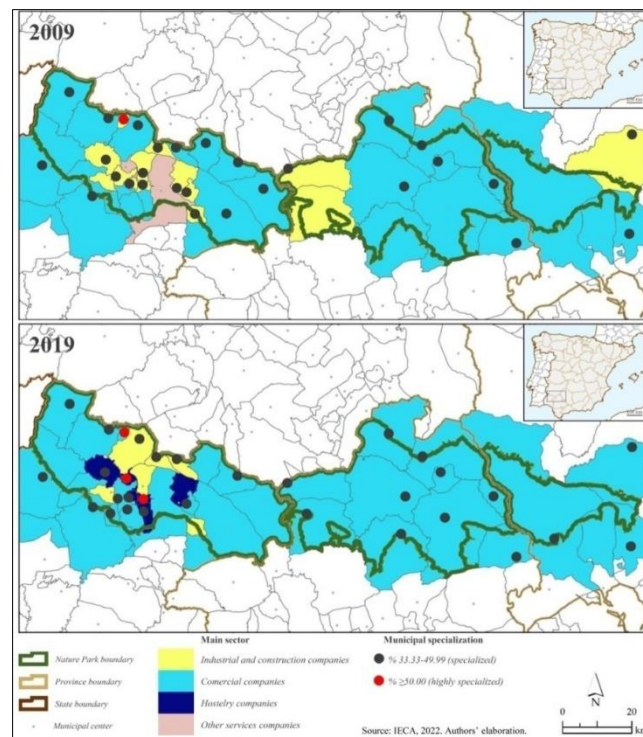 2009
2019
Main sector
Municipal specialization
Nature Park boundary
Industrial and construction companies
% 33.33-49.99 (specialized)
Province boundary
Comercial companies
% ≥50.00 (highly specialized)
State boundary
Hostelry companies
Municipal center
Other services companies
N
0 10 20
Source: IECA, 2022. Authors' elaboration.